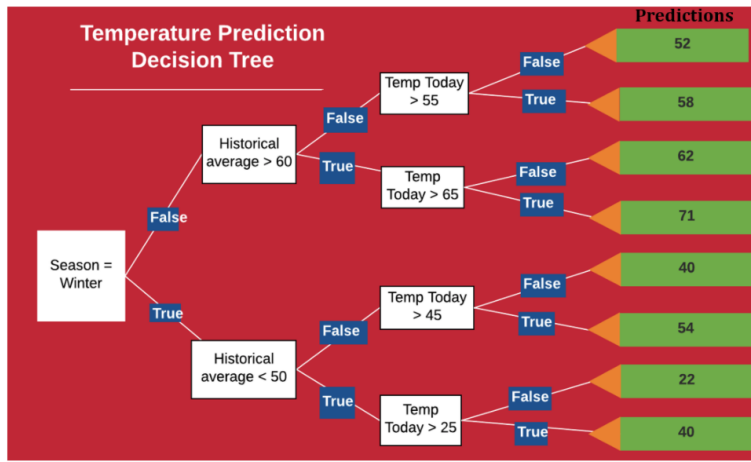 Predictions
Temperature Prediction
Decision Tree
52
False
Temp Today
> 55
True
58
False
Historical
average > 60
True
62
False
Temp
Today > 65
True
71
False
Season =
Winter
True
40
False
Temp Today
> 45
False
True
54
Historical
average < 50
22
True
False
Temp
Today > 25
True
40